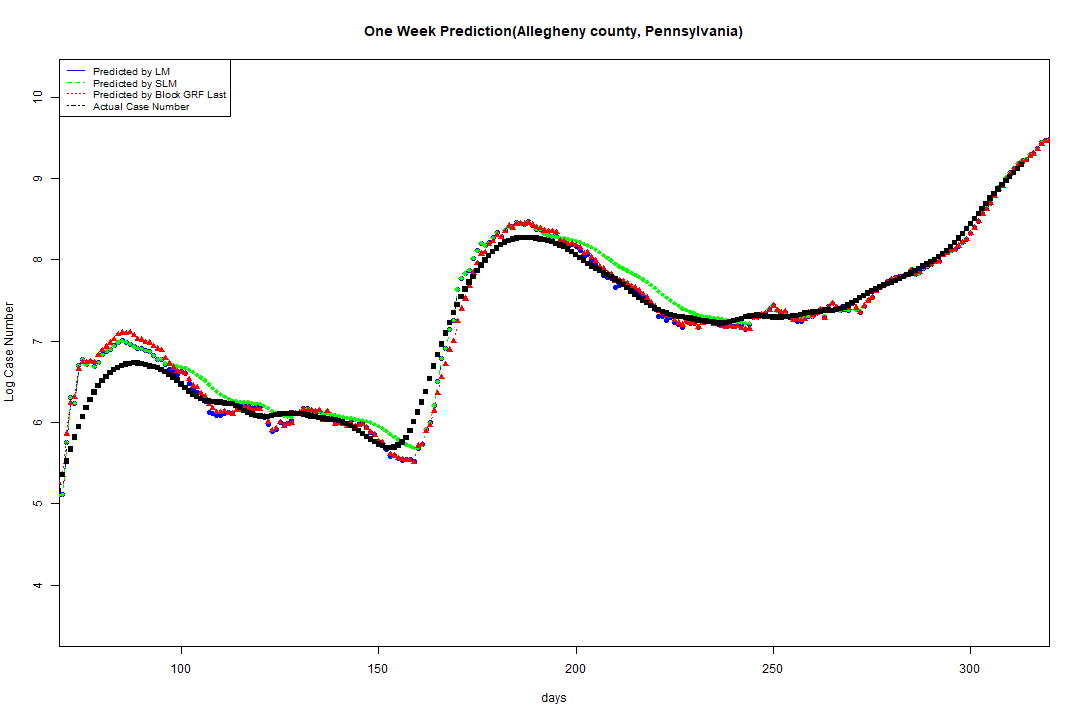 One Week Prediction(Allegheny county, Pennsylvania)
Predicted by LM
Predicted by SLM
Predicted by Block GRF Last
Actual Case Number
10
9
8
7
6
5
4
Log Case Number
100 150 200 250 300
days